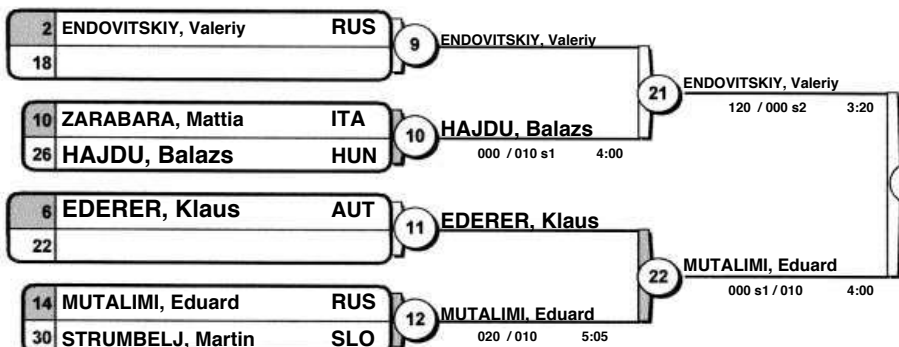 2 ENDOVITSKIY, Valeriy RUS
18
9 ENDOVITSKIY, Valeriy
10 ZARABARA, Mattia ITA
26 HAJDU, Balazs HUN
10 HAJDU, Balazs
000 / 010 s1 4:00
21 ENDOVITSKIY, Valeriy
120 / 000 s2 3:20
6 EDERER, Klaus AUT
22
11 EDERER, Klaus
14 MUTALIMI, Eduard RUS
30 STRUMBELJ, Martin SLO
12 MUTALIMI, Eduard
020 / 010 5:05
22 MUTALIMI, Eduard
000 s1 / 010 4:00